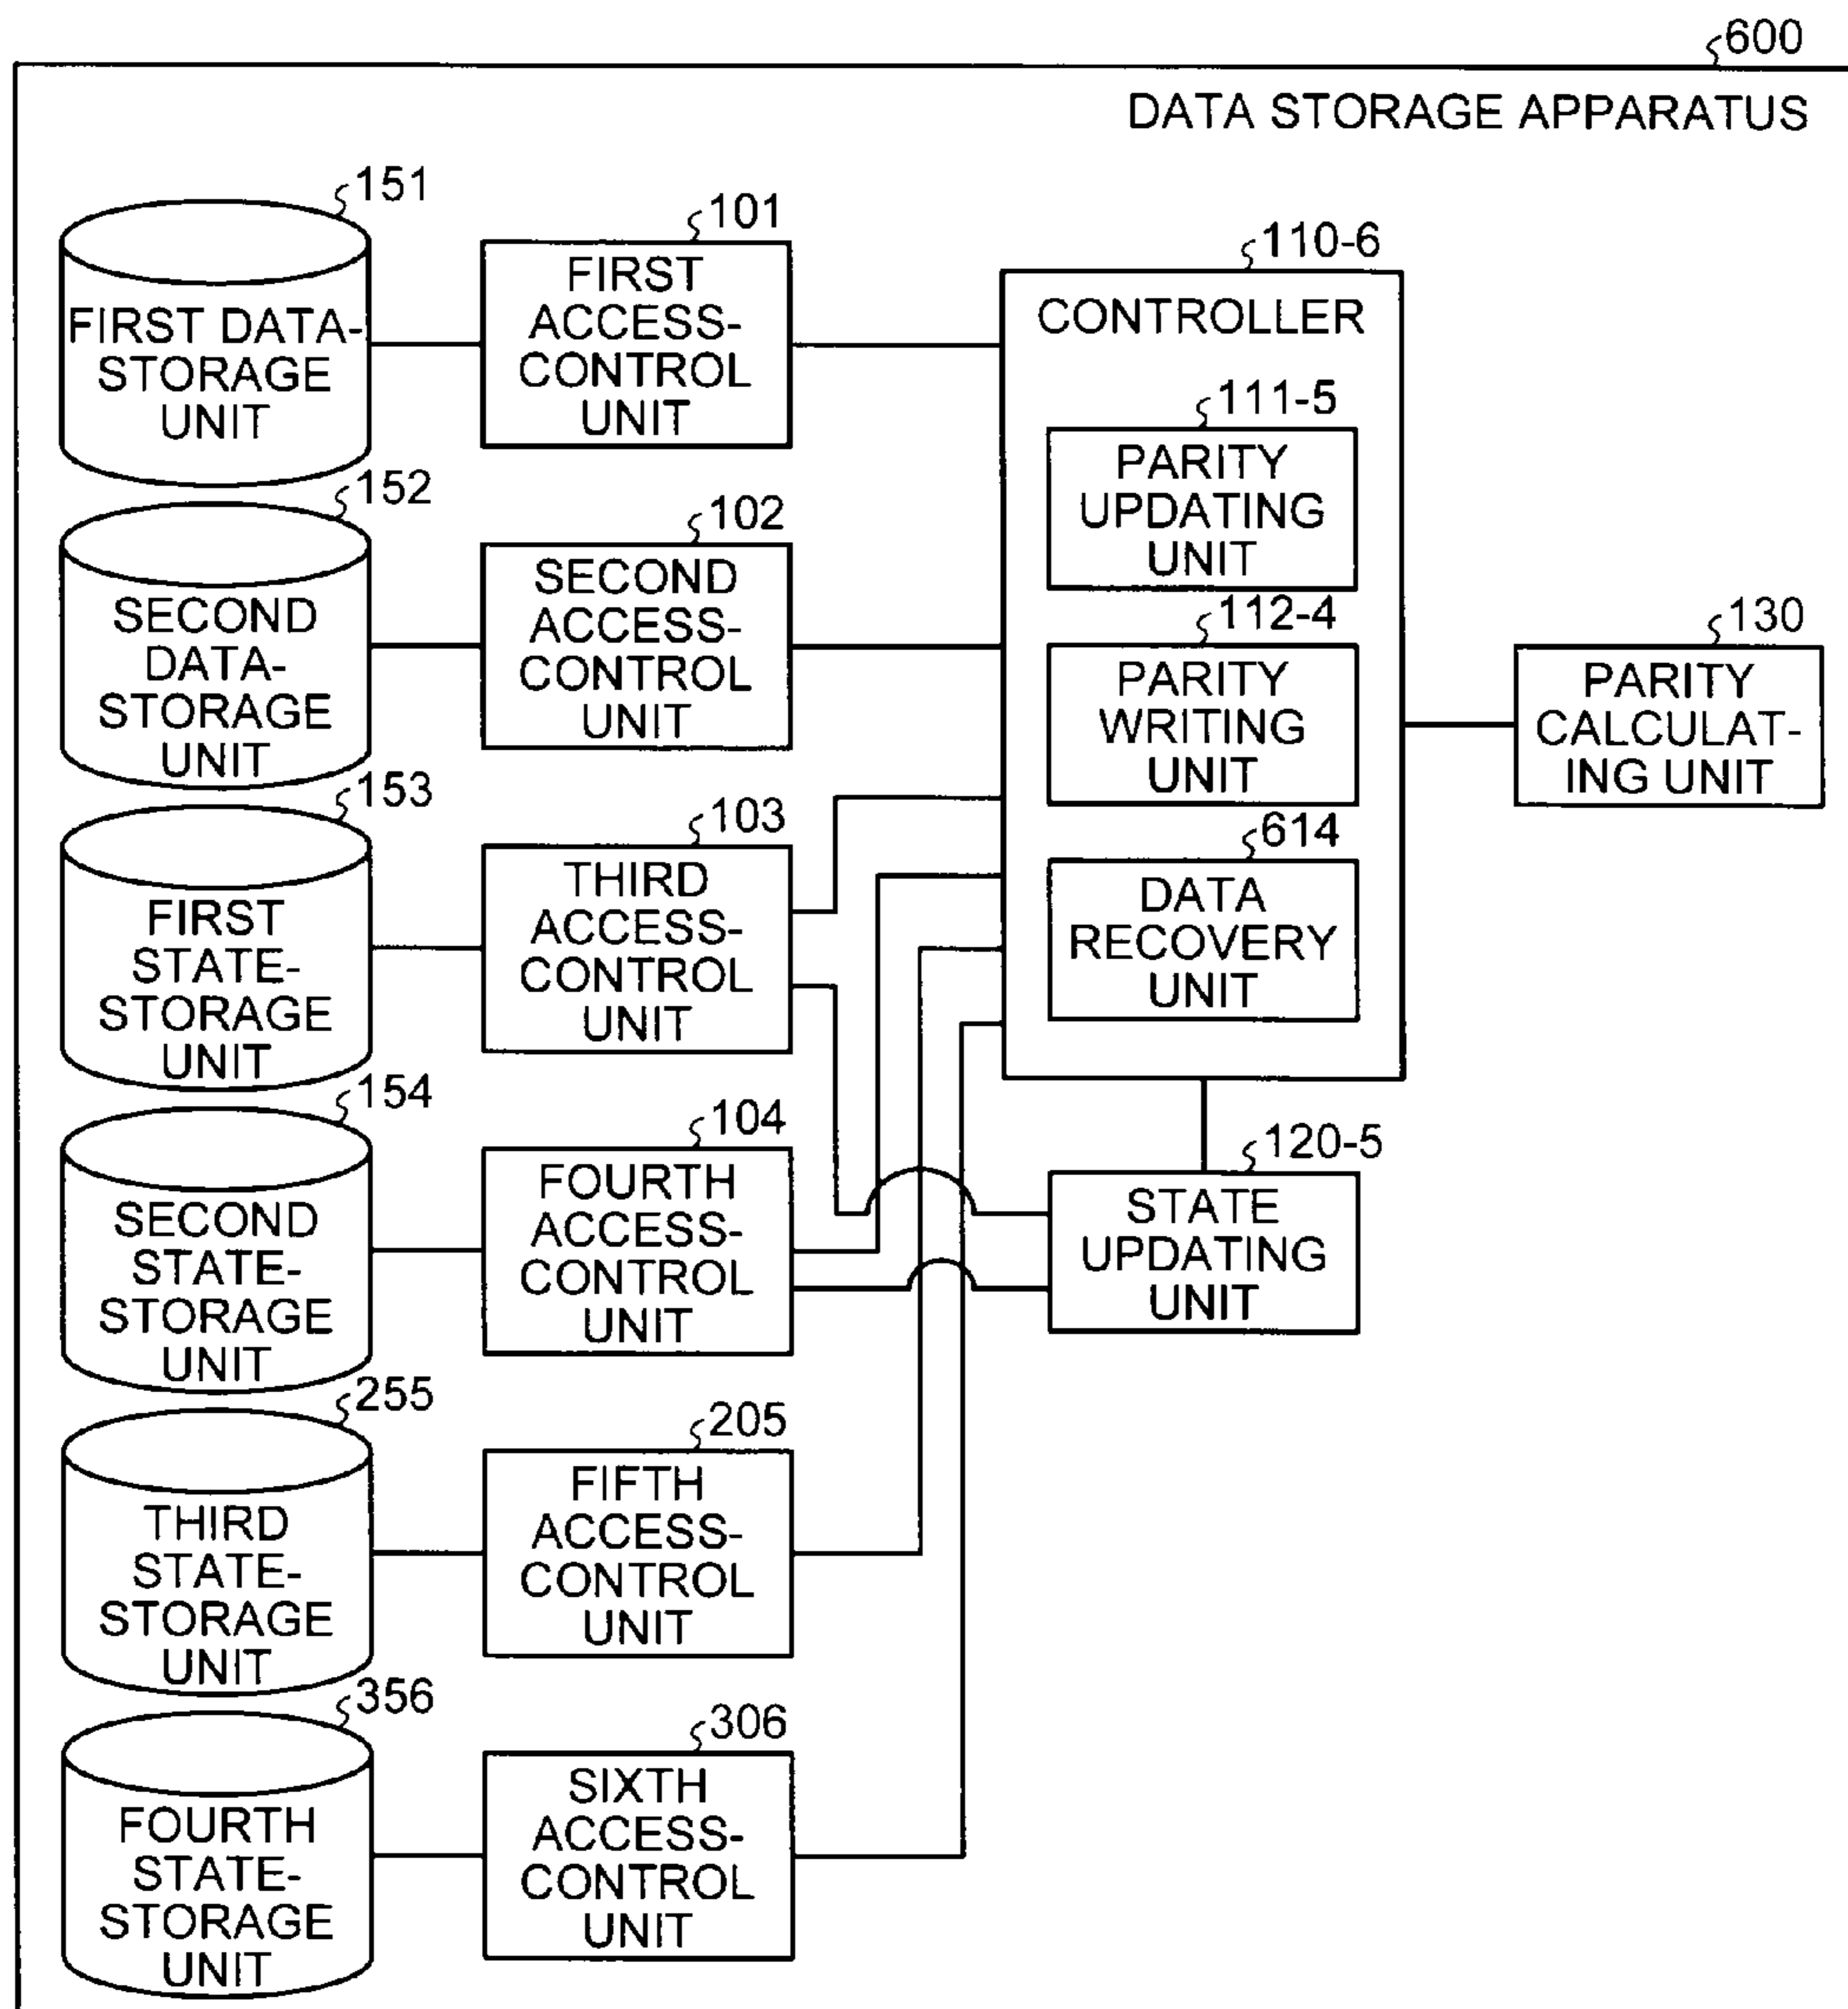 600
DATA STORAGE APPARATUS
151
FIRST DATA-
STORAGE
UNIT
101
FIRST
ACCESS-
CONTROL
UNIT
110-6
CONTROLLER
111-5
PARITY
UPDATING
UNIT
112-4
PARITY
WRITING
UNIT
614
DATA
RECOVERY
UNIT
130
PARITY
CALCULAT-
ING UNIT
152
SECOND
DATA-
STORAGE
UNIT
102
SECOND
ACCESS-
CONTROL
UNIT
153
FIRST
STATE-
STORAGE
UNIT
103
THIRD
ACCESS-
CONTROL
UNIT
154
SECOND
STATE-
STORAGE
UNIT
104
FOURTH
ACCESS-
CONTROL
UNIT
120-5
STATE
UPDATING
UNIT
255
THIRD
STATE-
STORAGE
UNIT
205
FIFTH
ACCESS-
CONTROL
UNIT
356
FOURTH
STATE-
STORAGE
UNIT
306
SIXTH
ACCESS-
CONTROL
UNIT